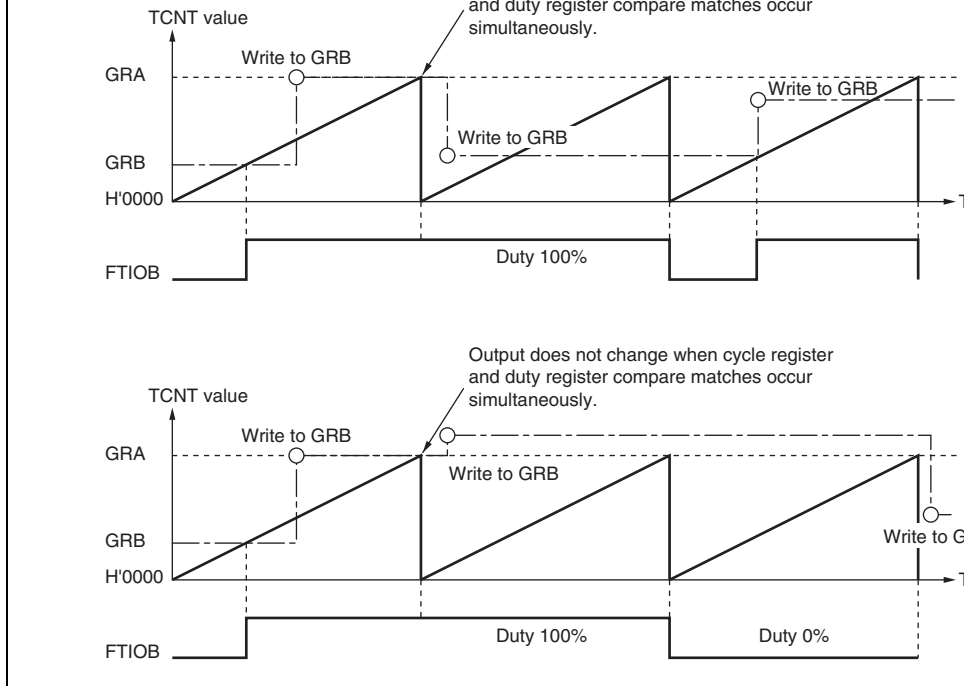 and duty register compare matches occur
simultaneously.
TCNT value
Write to GRB
GRA
Write to GRB
Write to GRB
GRB
H'0000
T
Duty 100%
FTIOB
Output does not change when cycle register
and duty register compare matches occur
simultaneously.
TCNT value
Write to GRB
GRA
Write to GRB
GRB
Write to G
H'0000
T
Duty 100%
Duty 0%
FTIOB